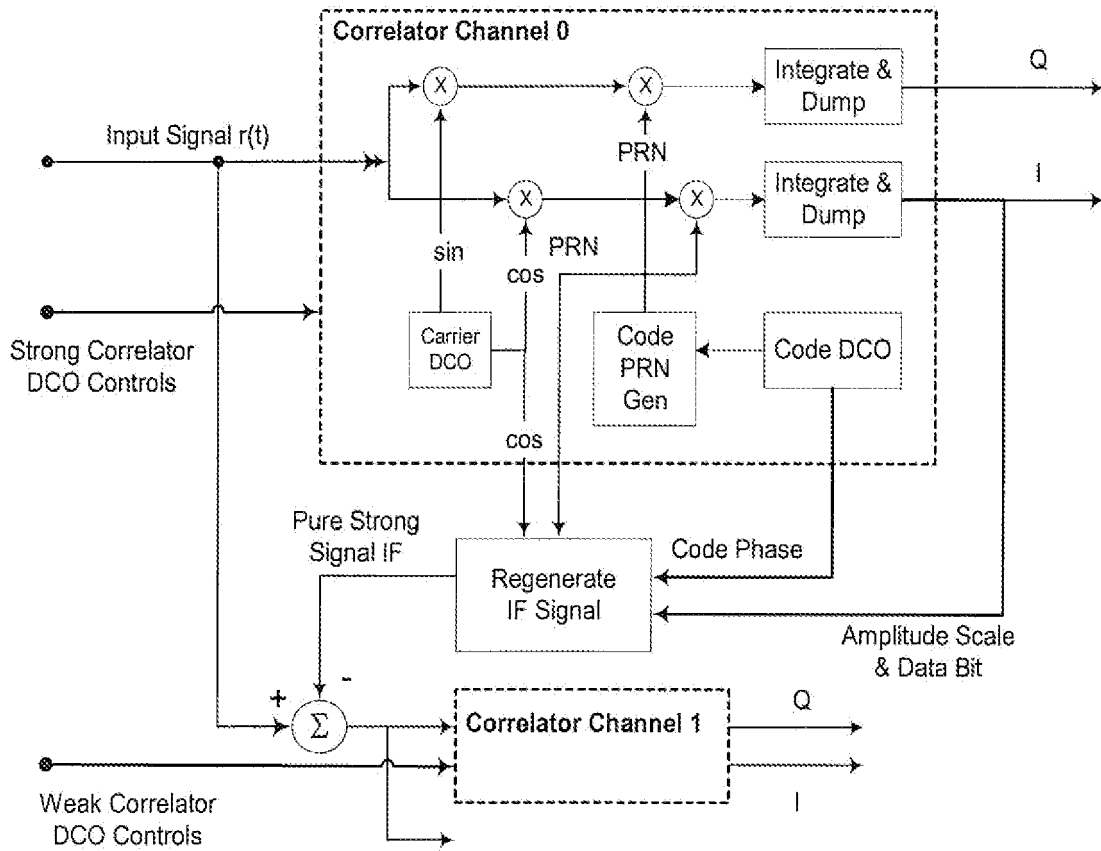 Correlator Channel 0
X
X
Integrate &
Dump
Q
Input Signal r(t)
PRN
X
X
Integrate &
Dump
I
sin
cos
PRN
Strong Correlator
DCO Controls
Carrier
DCO
Code
PRN
Gen
Code DCO
cos
Pure Strong
Signal IF
Regenerate
IF Signal
Code Phase
Amplitude Scale
& Data Bit
+
-
Σ
Correlator Channel 1
Q
I
Weak Correlator
DCO Controls